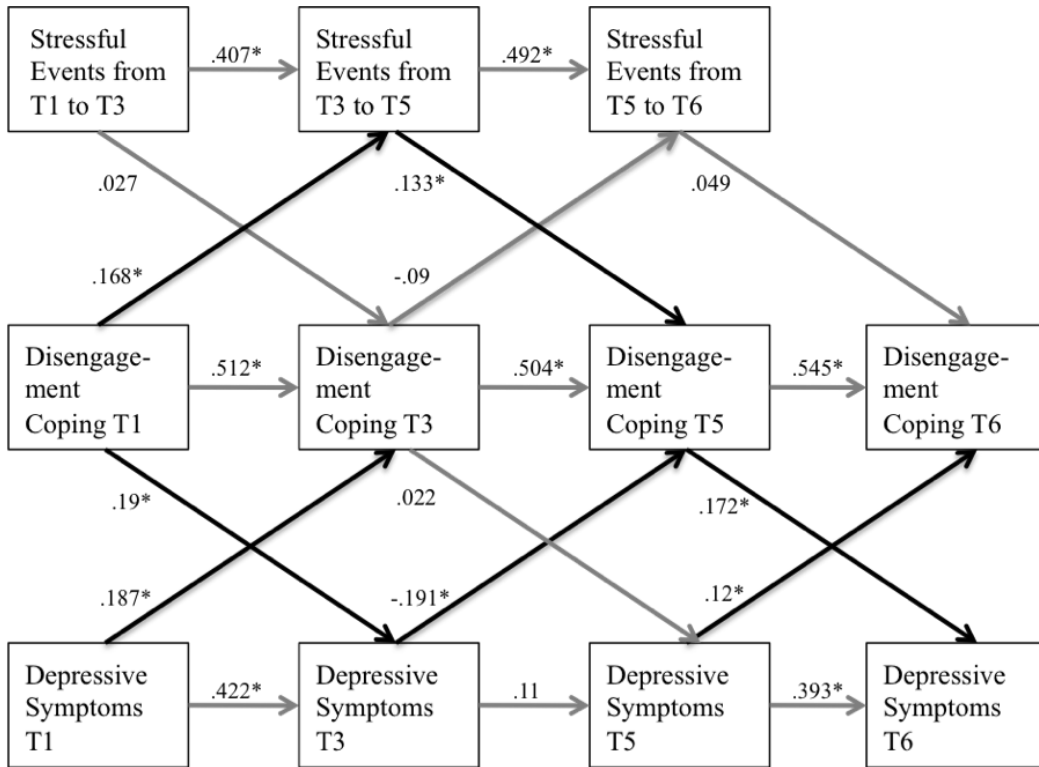 Stressful
Events from
T1 to T3
.407*
Stressful
Events from
T3 to T5
.492*
Stressful
Events from
T5 to T6
.027
.133*
.049
.168*
-.09
Disengage-
ment
Coping T1
.512*
Disengage-
ment
Coping T3
.504*
Disengage-
ment
Coping T5
.545*
Disengage-
ment
Coping T6
.19*
.022
.172*
.187*
-.191*
.12*
Depressive
Symptoms
T1
.422*
Depressive
Symptoms
T3
.11
Depressive
Symptoms
T5
.393*
Depressive
Symptoms
T6